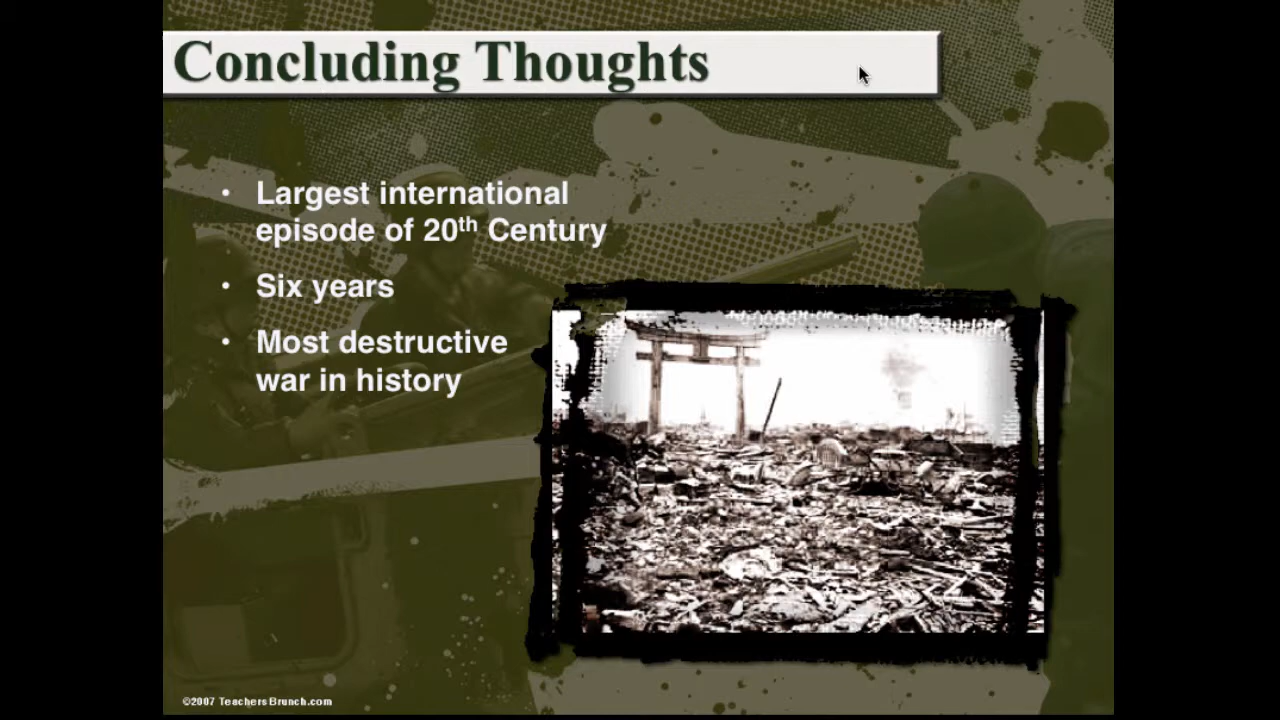 Concluding Thoughts
• Largest international
episode of 20th Century
• Six years
• Most destructive
war in history
©2007 TeachersBrunch.com